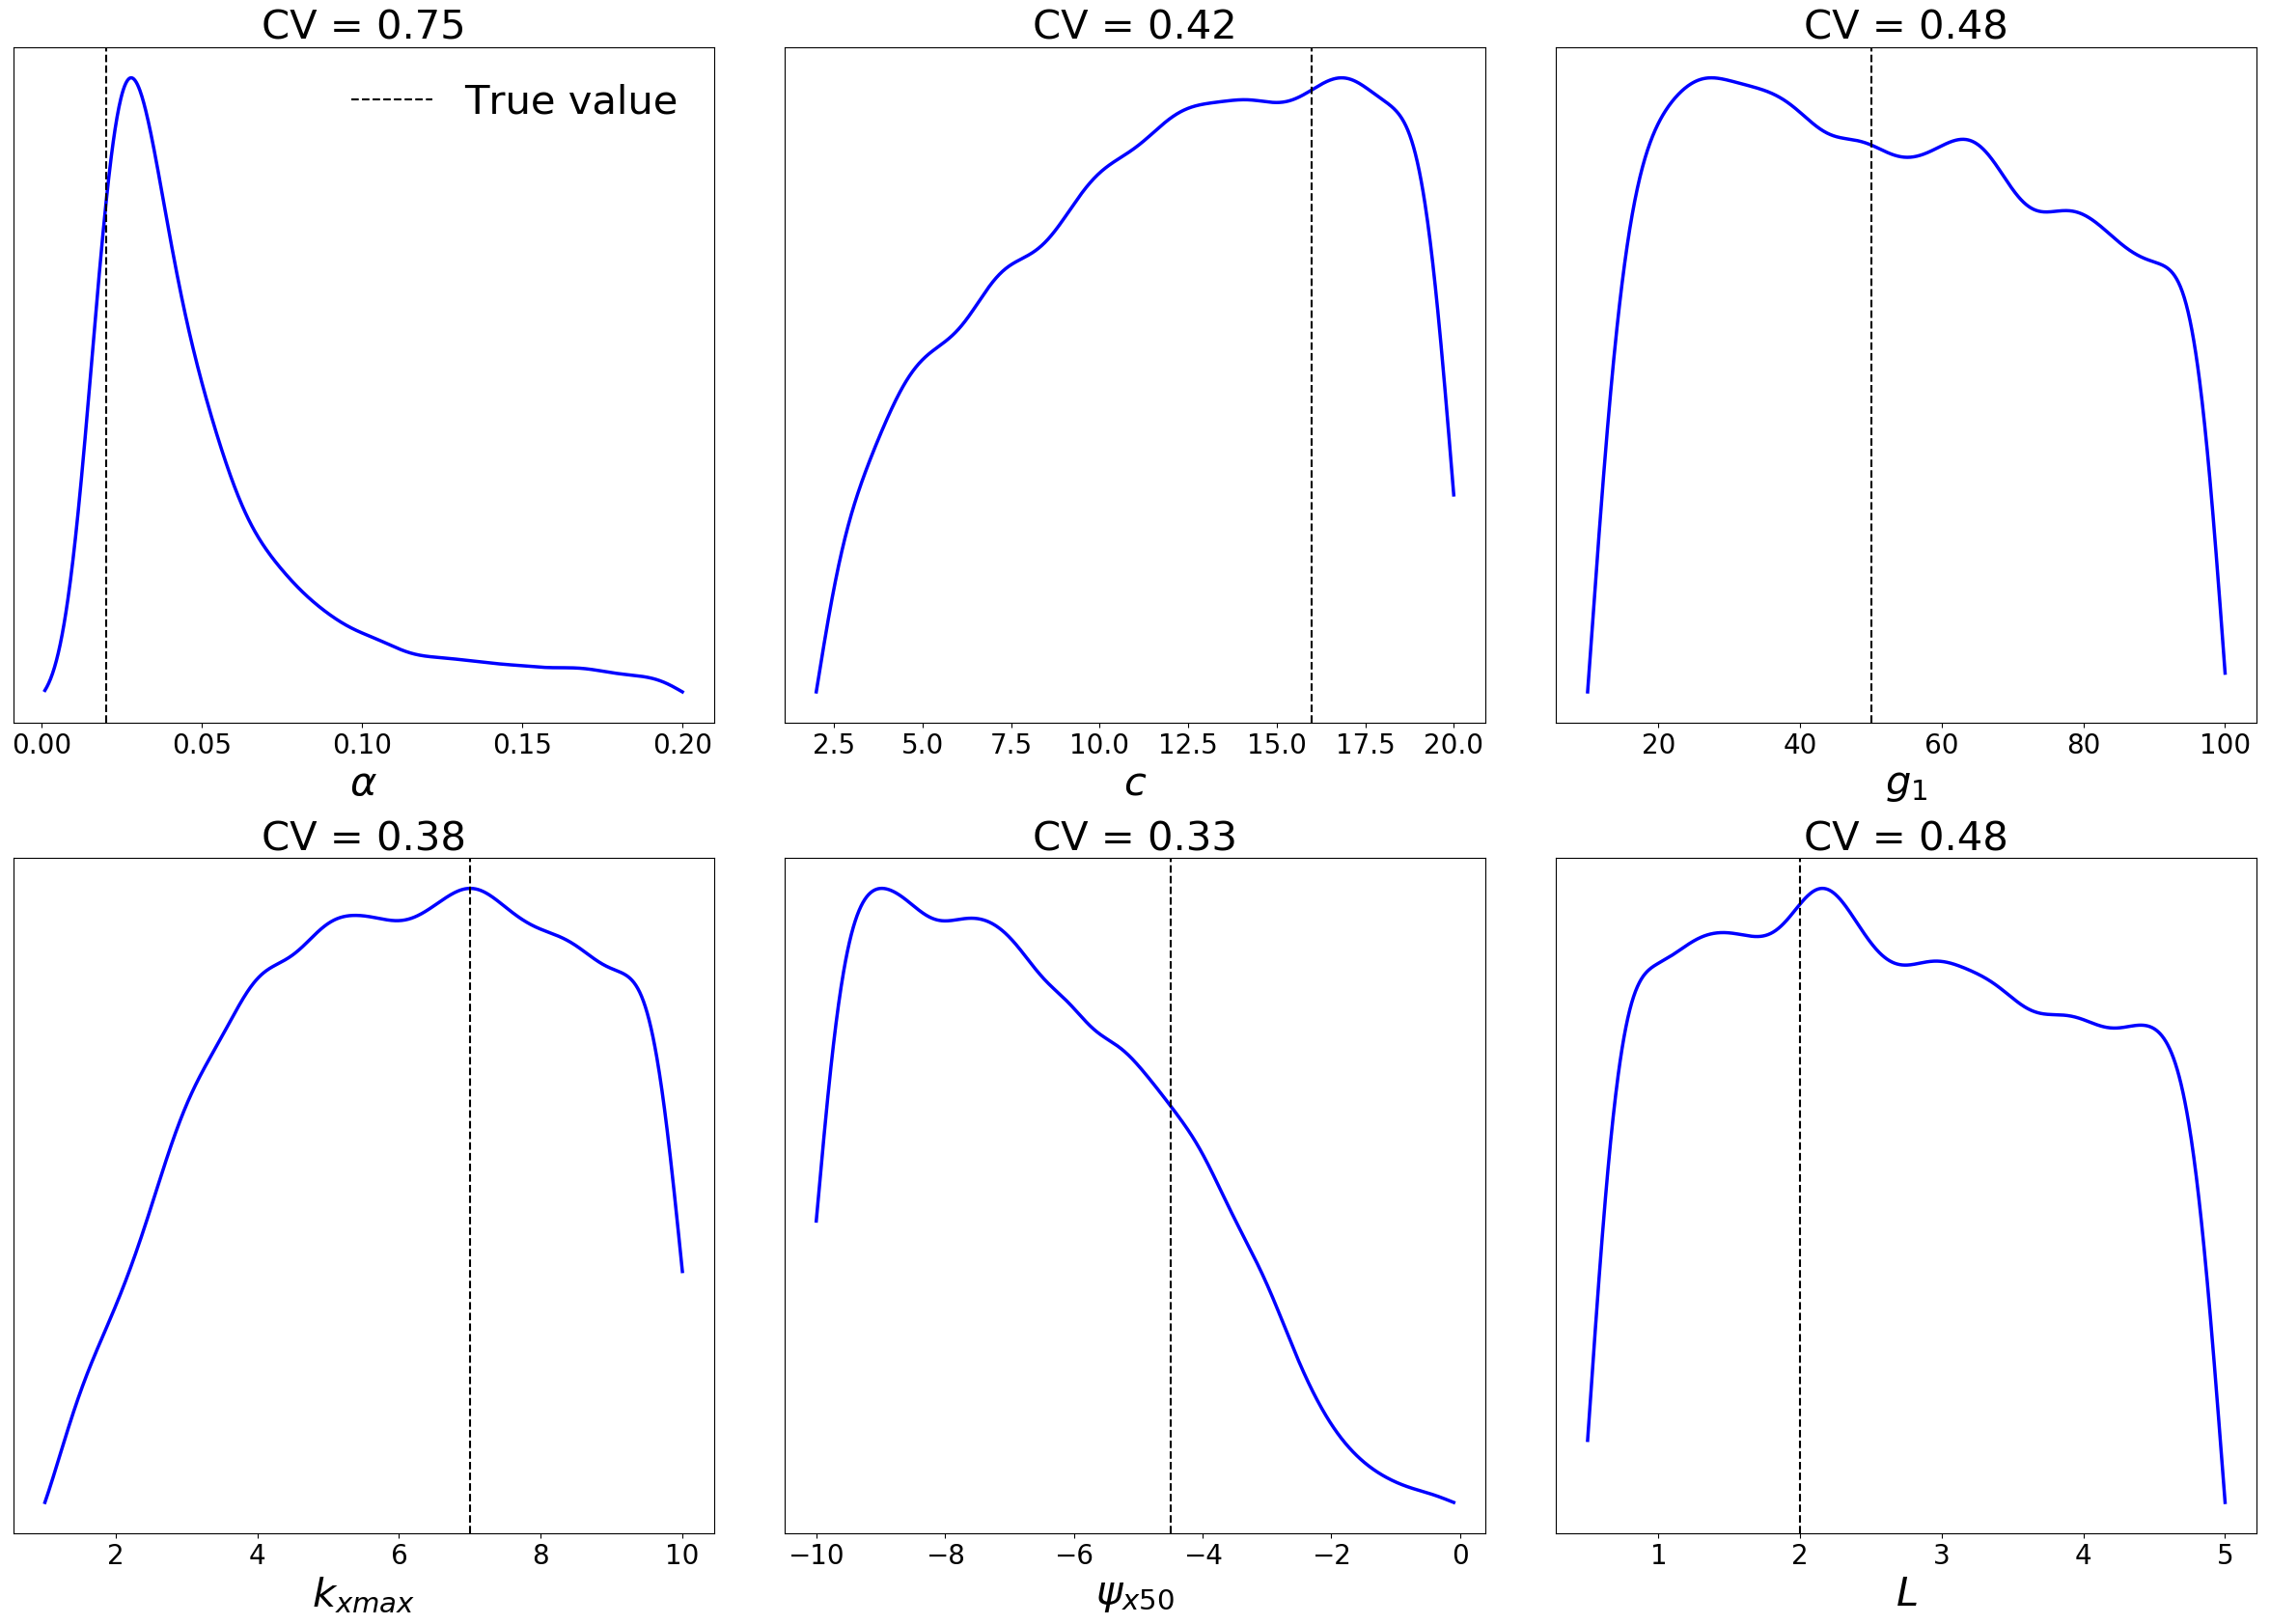 CV = 0.75 CV = 0.42 CV = 0.48
True value
0.00 0.05 0.10 0.15 0.20 2.5 5.0 7.5 10.0 12.5 15.0 17.5 20.0 20 40 60 80 100
α c g1
CV = 0.38 CV = 0.33 CV = 0.48
2 4 6 8 10 −10 −8 −6 −4 −2 0 1 2 3 4 5
kxmax ψx50 L